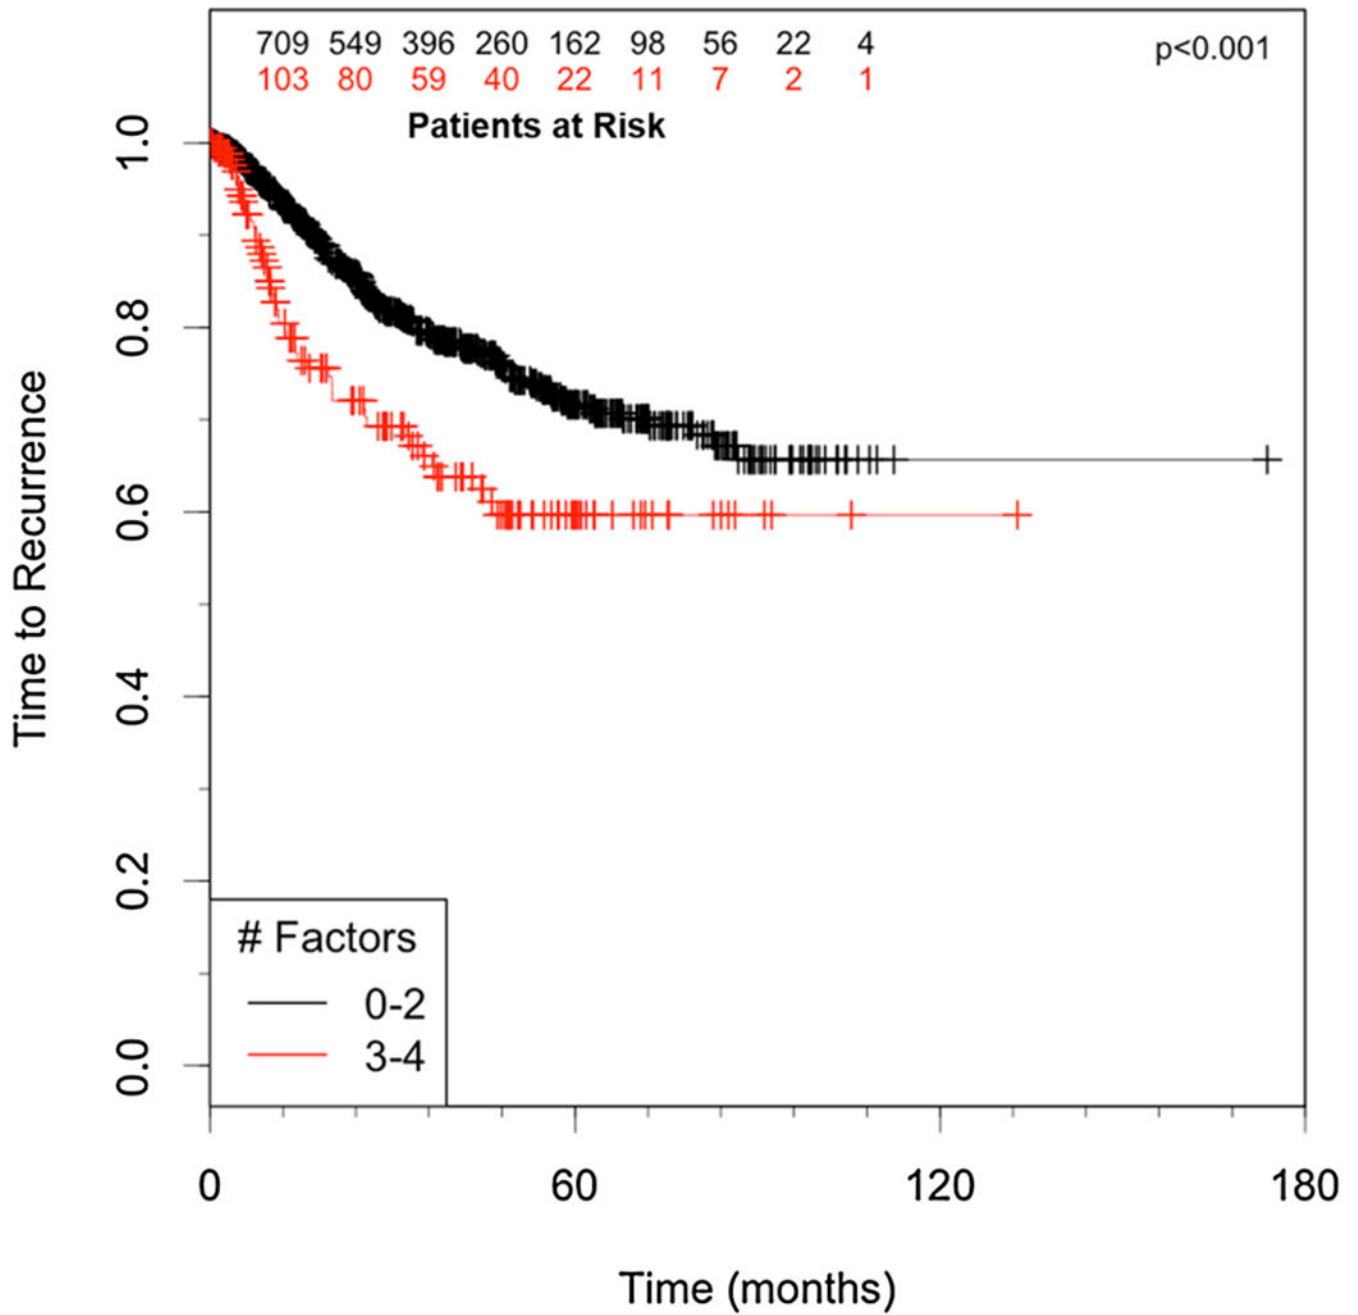 709 549 396 260 162 98 56 22 4
p<0.001
103 80 59 40 22 11 7 2 1
Patients at Risk
Time to Recurrence
1.0
0.8
0.6
0.4
0.2
0.0
# Factors
0-2
3-4
0 60 120 180
Time (months)